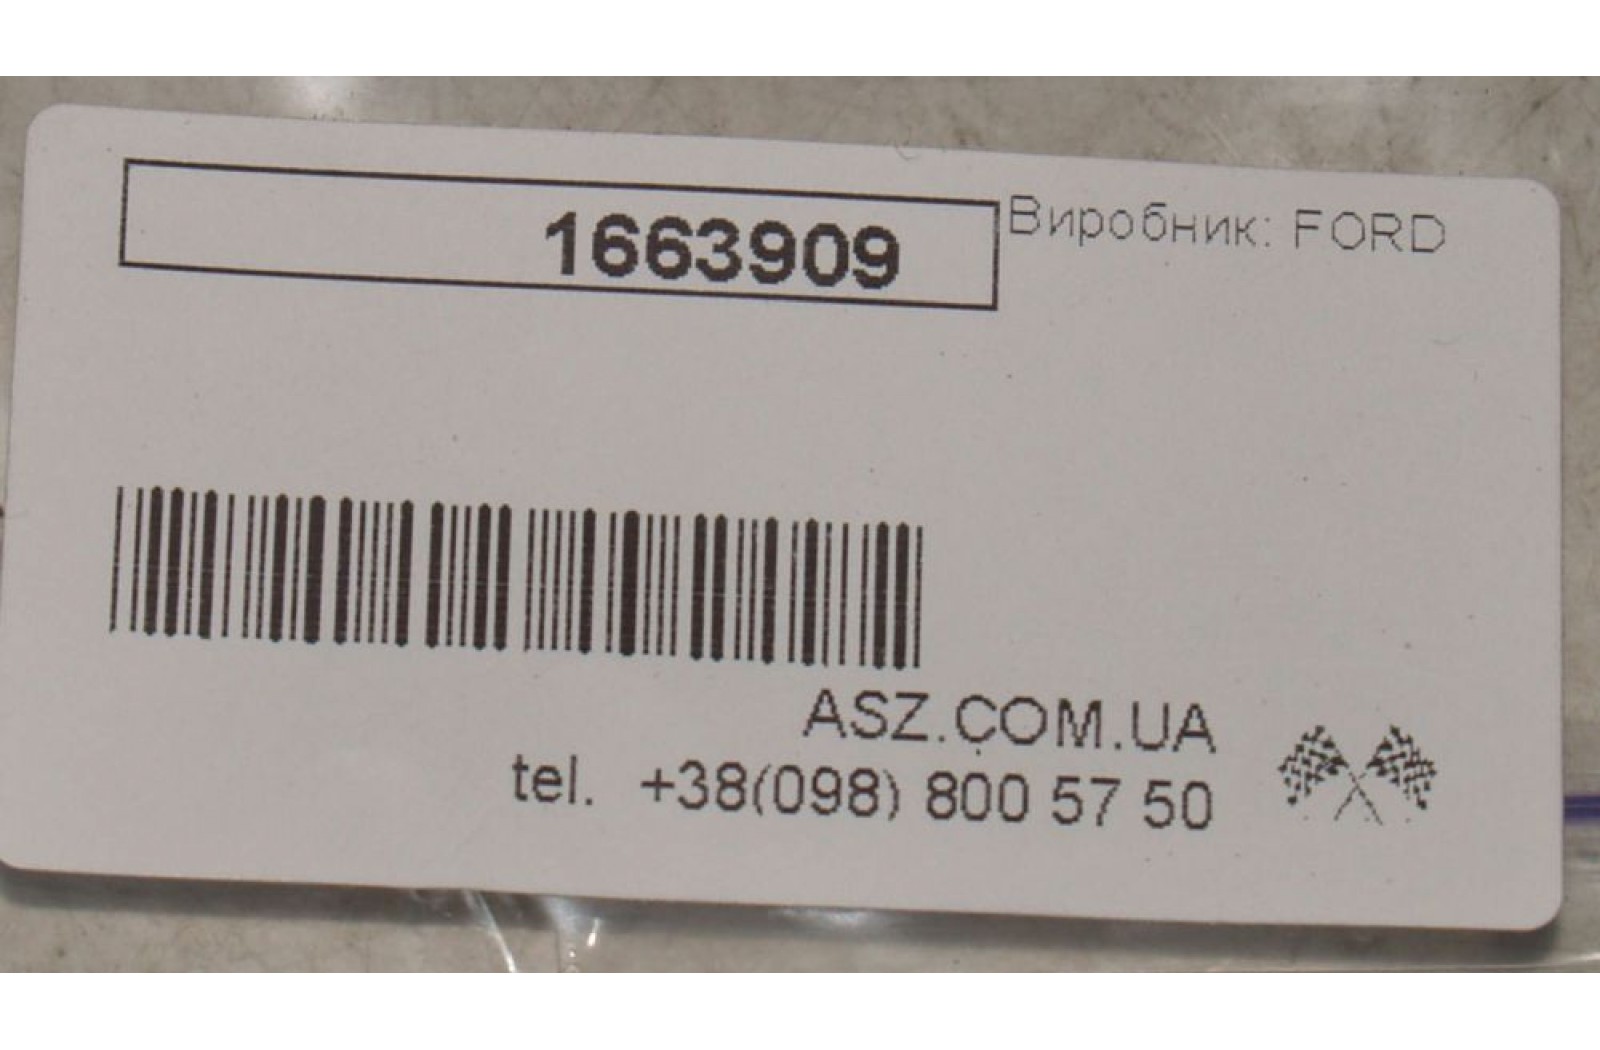 1663909
Виробник: FORD
ASZ.COM.UA
tel. +38(098) 800 57 50